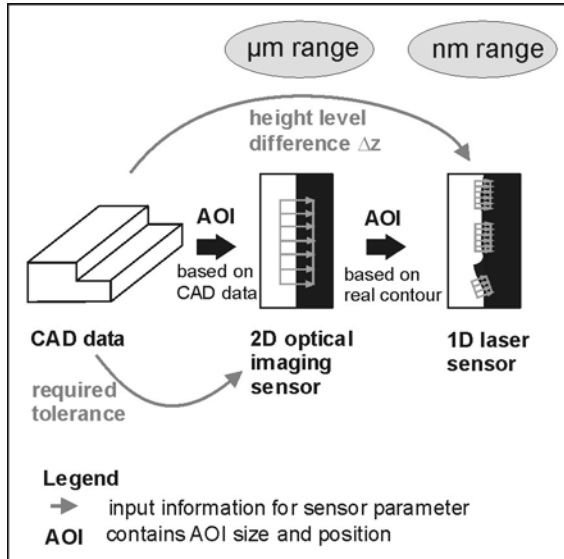 µm range
nm range
height level
difference Δz
AOI
based on
CAD data
AOI
based on
real contour
CAD data
2D optical
imaging
sensor
1D laser
sensor
required
tolerance
Legend
input information for sensor parameter
AOI contains AOI size and position